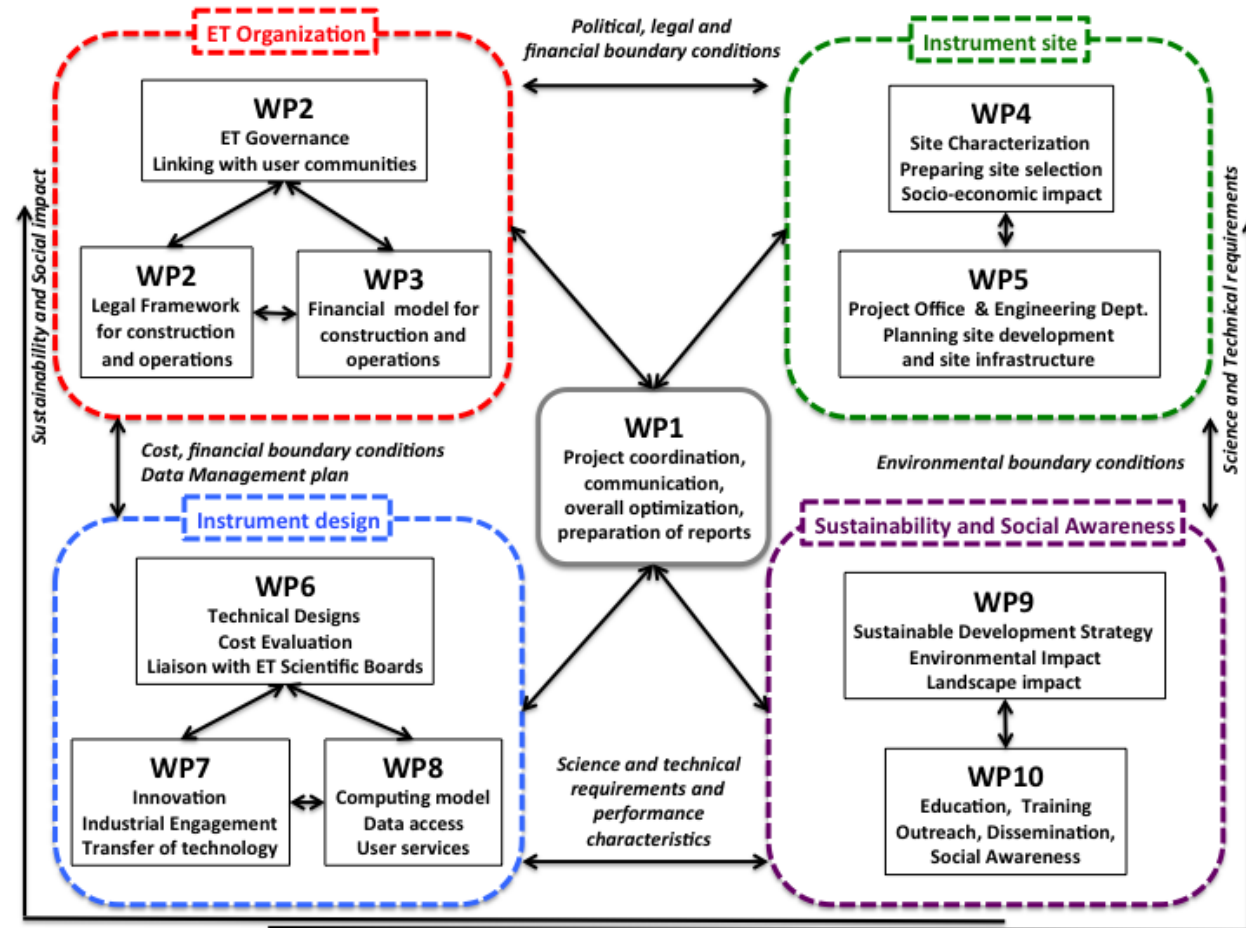 ET Organization
Political, legal and
financial boundary conditions
Instrument site
WP2
ET Governance
Linking with user communities
WP2
Legal Framework
for construction
and operations
WP3
Financial model for
construction and
operations
WP4
Site Characterization
Preparing site selection
Socio-economic impact
WP5
Project Office & Engineering Dept.
Planning site development
and site infrastructure
Sustainability and Social impact
Science and Technical requirements
WP1
Project coordination,
communication,
overall optimization,
preparation of reports
Cost, financial boundary conditions
Data Management plan
Environmental boundary conditions
Instrument design
WP6
Technical Designs
Cost Evaluation
Liaison with ET Scientific Boards
WP7
Innovation
Industrial Engagement
Transfer of technology
WP8
Computing model
Data access
User services
Science and technical
requirements and
performance
characteristics
Sustainability and Social Awareness
WP9
Sustainable Development Strategy
Environmental Impact
Landscape impact
WP10
Education, Training
Outreach, Dissemination,
Social Awareness